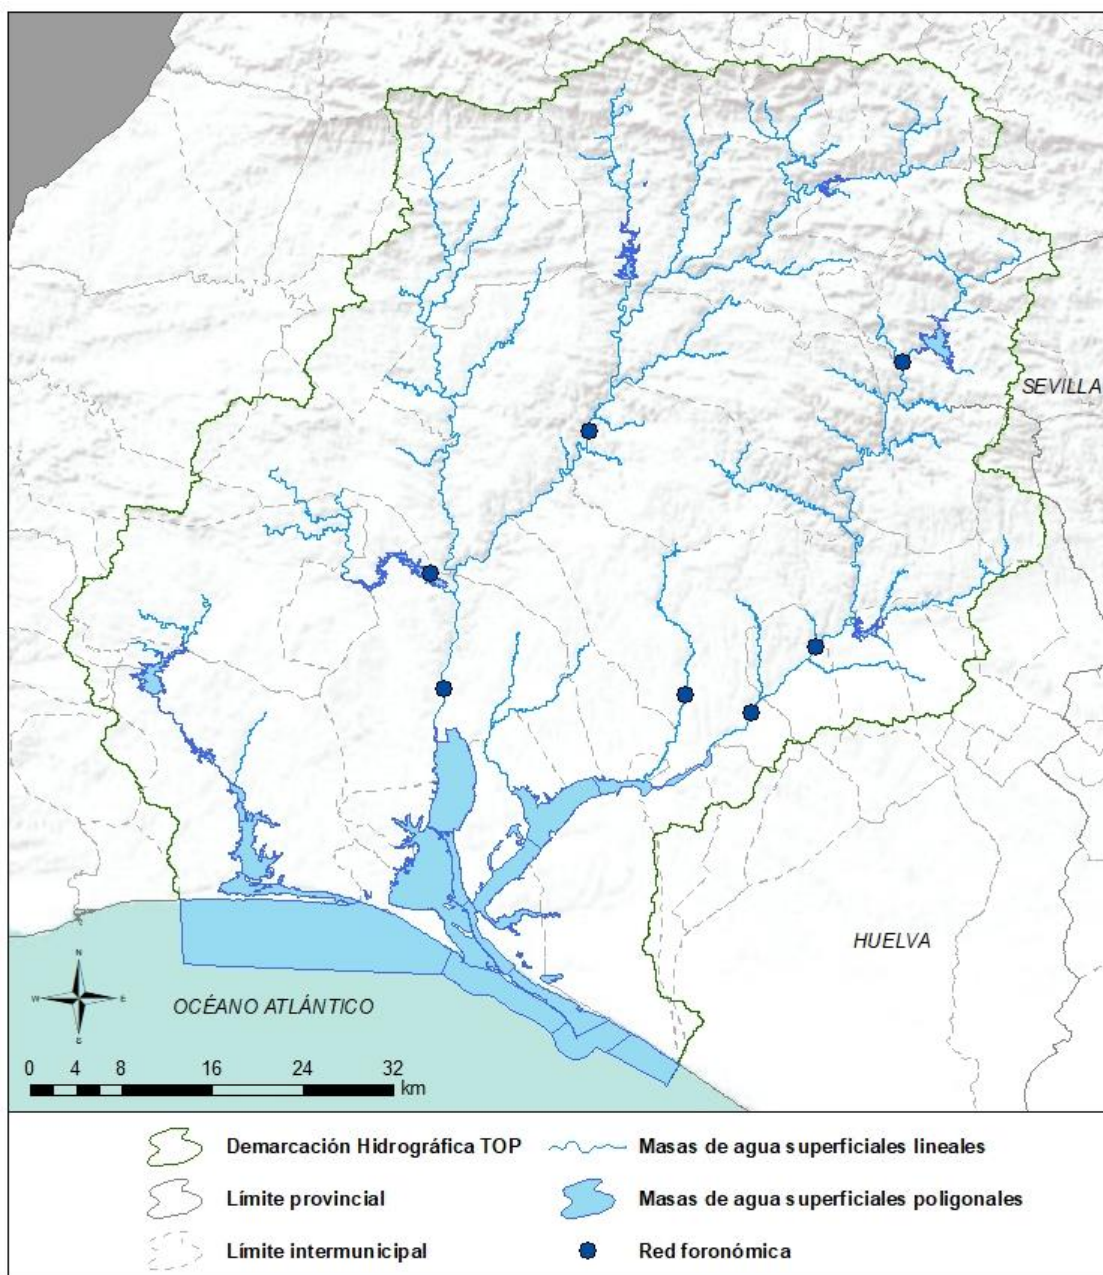 SEVILLA
HUELVA
N
W E
S
OCÉANO ATLÁNTICO
0 4 8 16 24 32
km
Demarcación Hidrográfica TOP
Masas de agua superficiales lineales
Límite provincial
Masas de agua superficiales poligonales
Límite intermunicipal
Red foronómica